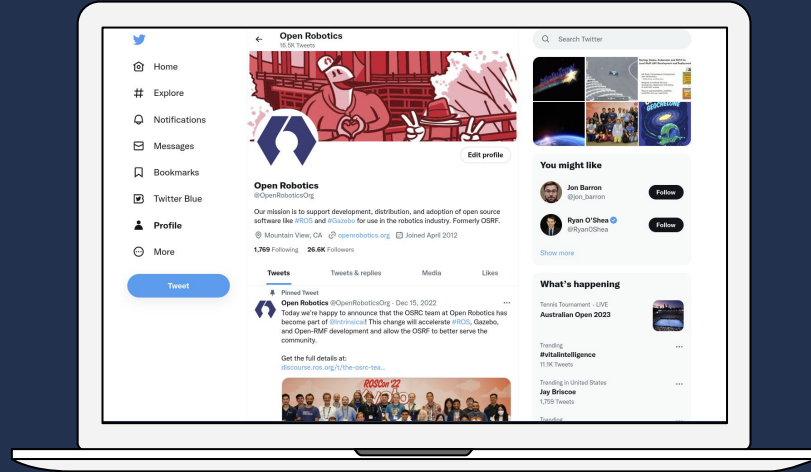 Home
Explore
Notifications
Messages
Bookmarks
Twitter Blue
Profile
More
Tweet
Open Robotics
16.5K Tweets
Edit profile
Open Robotics
@OpenRoboticsOrg
Our mission is to support development, distribution, and adoption of open source
software like #ROS and #Gazebo for use in the robotics industry. Formerly OSRF.
Mountain View, CA openrobotics.org Joined April 2012
1,769 Following 26.6K Followers
Tweets Tweets & replies Media Likes
Pinned Tweet
Open Robotics @OpenRoboticsOrg · Dec 15, 2022
Today we're happy to announce that the OSRC team at Open Robotics has
become part of @Intrinsicai! This change will accelerate #ROS, Gazebo,
and Open-RMF development and allow the OSRF to better serve the
community.
Get the full details at:
discourse.ros.org/t/the-osrc-tea...
ROSCon '22
Search Twitter
GEOCHELONE
You might like
Jon Barron
@jon_barron
Follow
Ryan O'Shea
@RyanOShea
Follow
Show more
What's happening
Tennis Tournament · LIVE
Australian Open 2023
Trending
#vitalintelligence
11.1K Tweets
Trending in United States
Jay Briscoe
1,759 Tweets
Trending